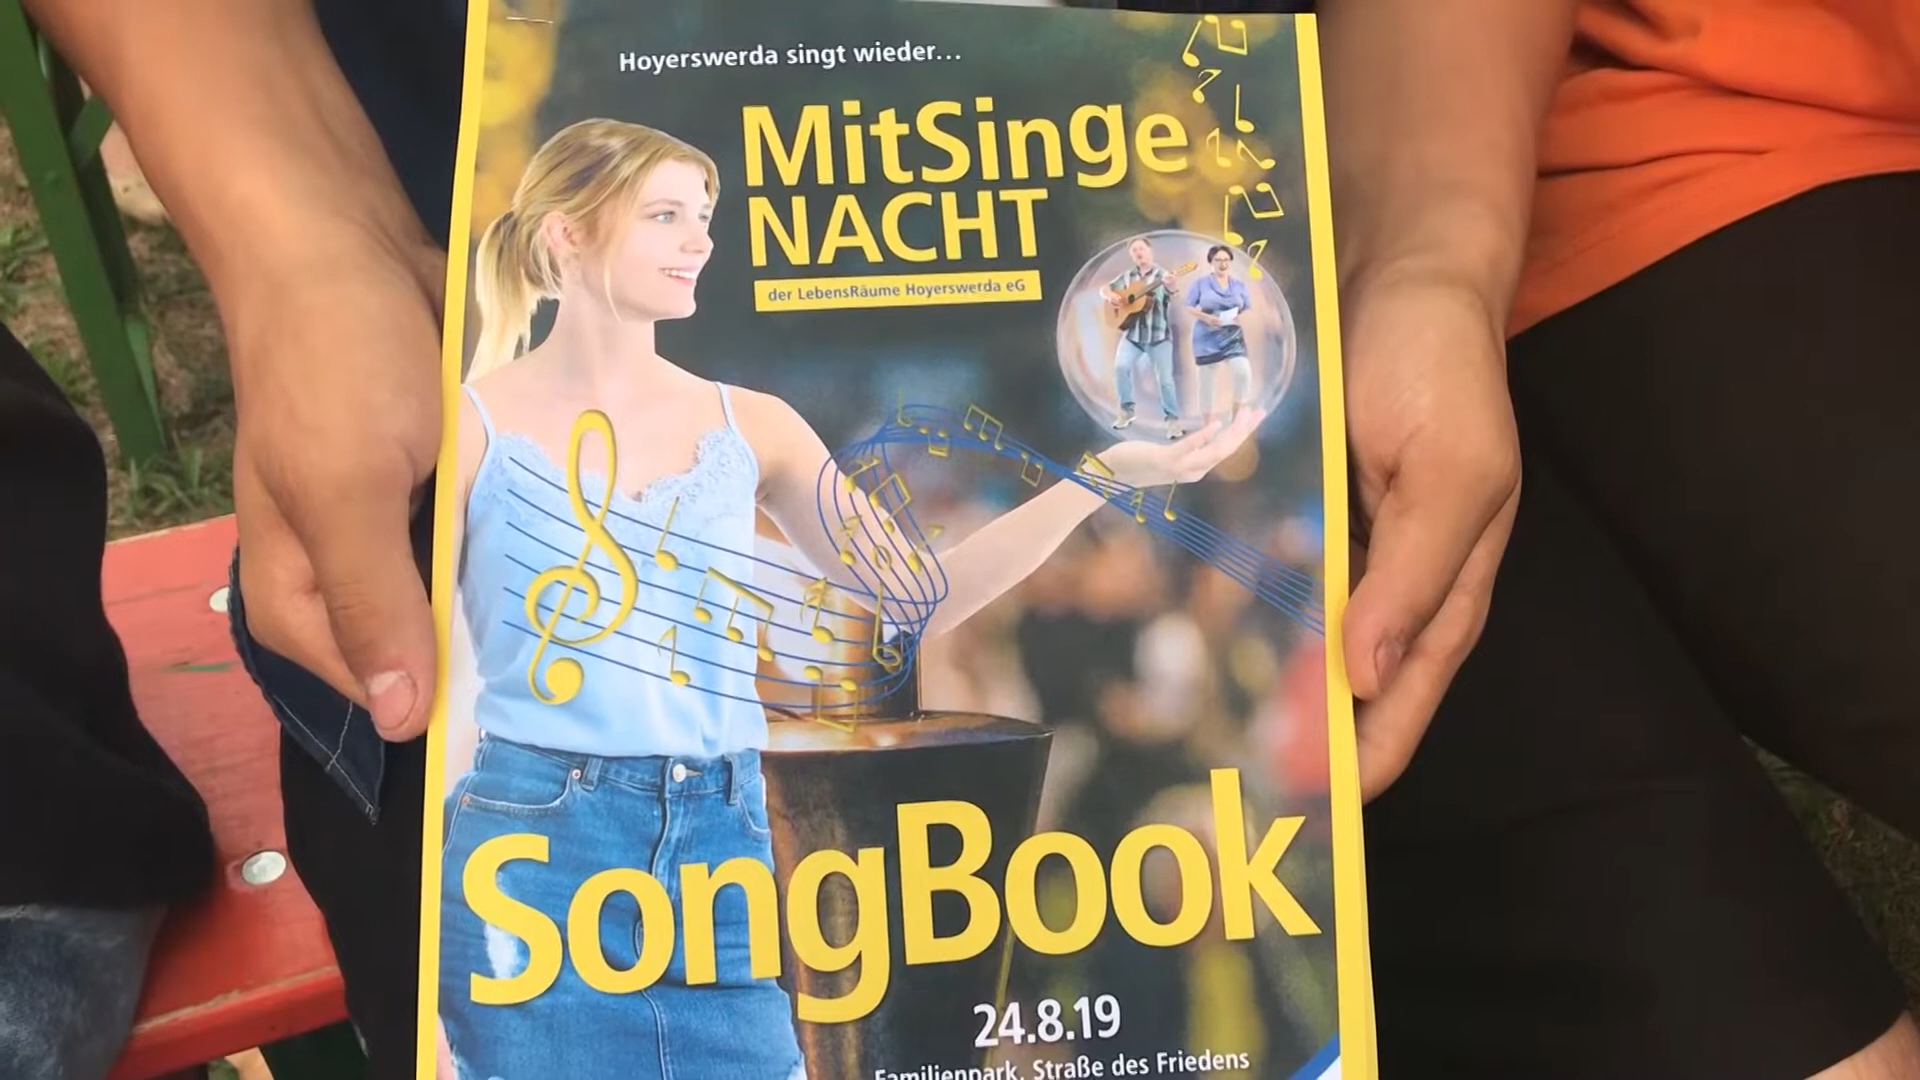 Hoyerswerda singt wieder...
MitSinge
NACHT
der LebensRäume Hoyerswerda eG
SongBook
24.8.19
Familienpark, Straße des Friedens